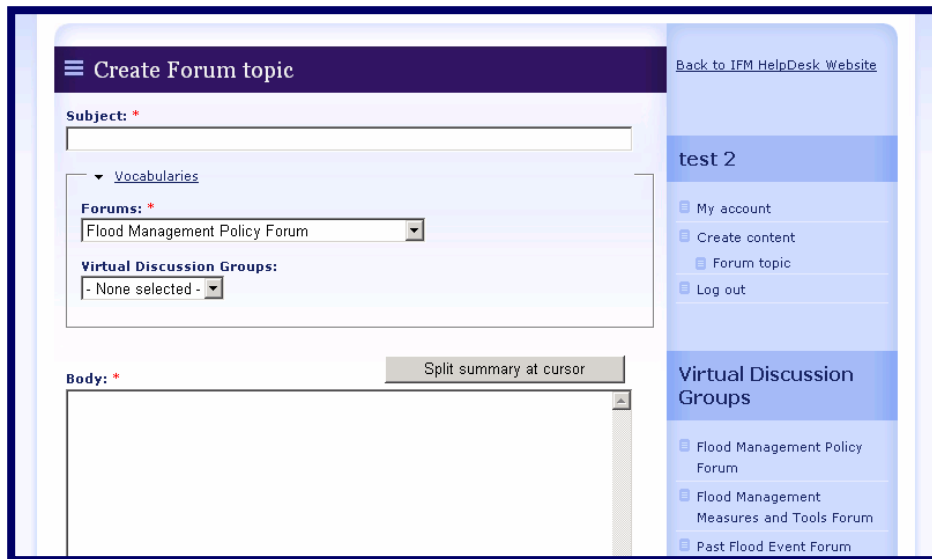 Create Forum topic
Subject: *
Vocabularies
Forums: *
Flood Management Policy Forum
Virtual Discussion Groups:
- None selected -
Split summary at cursor
Body: *
Back to IFM HelpDesk Website
test 2
My account
Create content
Forum topic
Log out
Virtual Discussion
Groups
Flood Management Policy
Forum
Flood Management
Measures and Tools Forum
Past Flood Event Forum